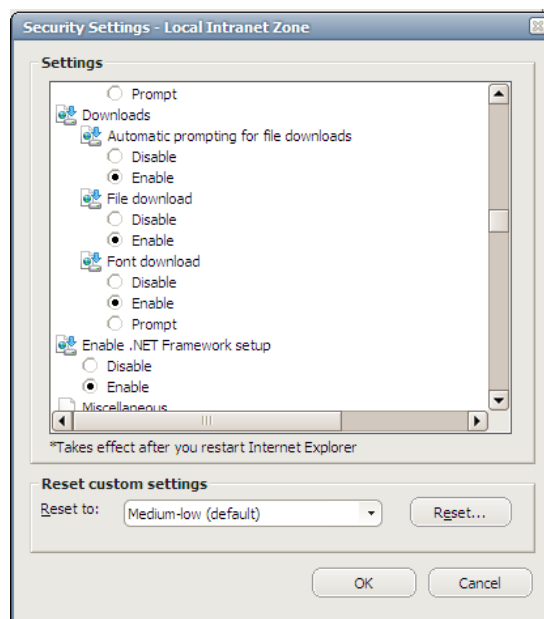 Security Settings - Local Intranet Zone
Settings
Prompt
Downloads
Automatic prompting for file downloads
Disable
Enable
File download
Disable
Enable
Font download
Disable
Enable
Prompt
Enable .NET Framework setup
Disable
Enable
Miscellaneous
*Takes effect after you restart Internet Explorer
Reset custom settings
Reset to: Medium-low (default) Reset...
OK Cancel